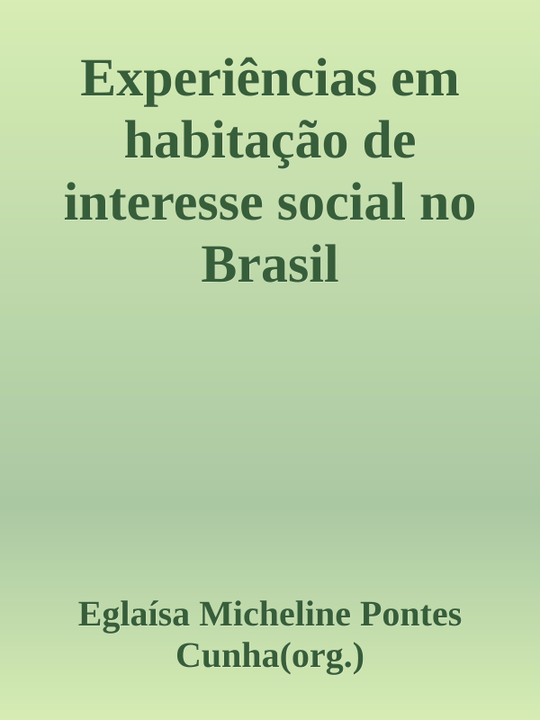 Experiências em
habitação de
interesse social no
Brasil
Eglaísa Micheline Pontes
Cunha(org.)